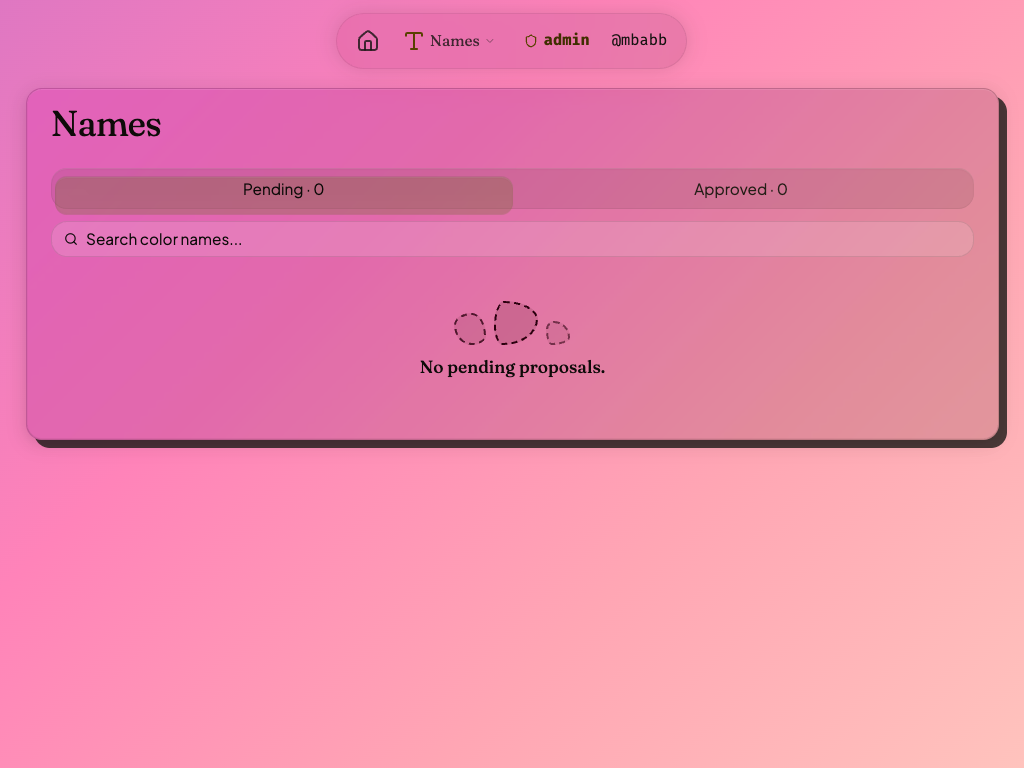 Names
admin
@mbabb
Names
Pending · 0
Approved · 0
Search color names...
No pending proposals.